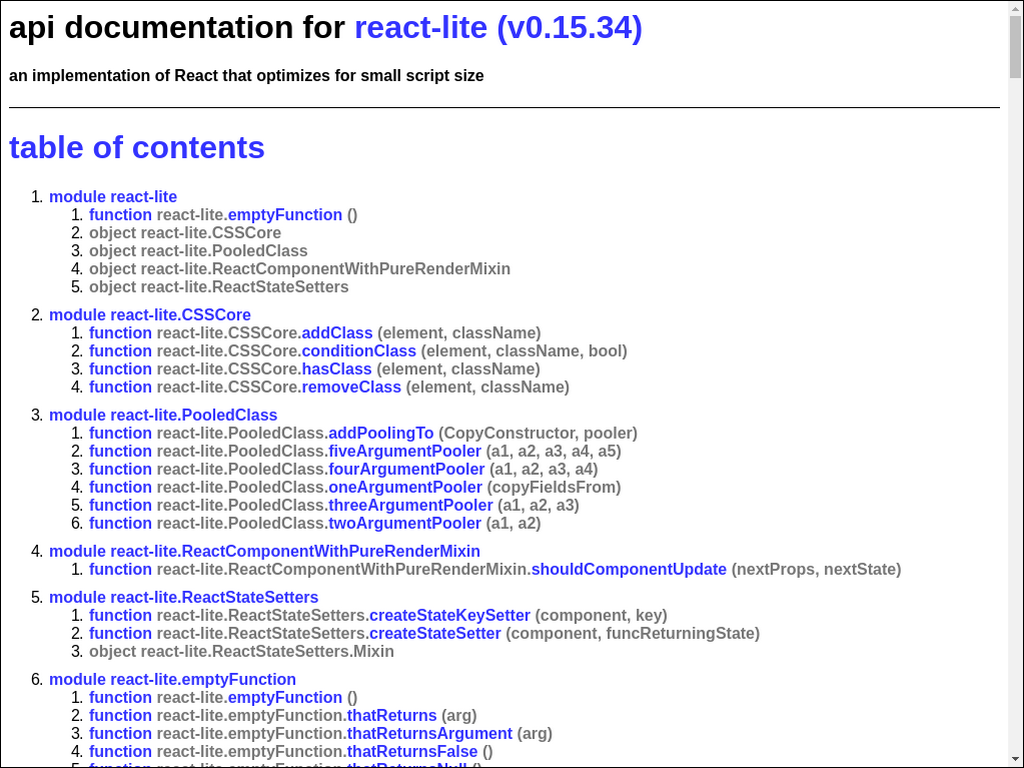 api documentation for react-lite (v0.15.34)
an implementation of React that optimizes for small script size
table of contents
1. module react-lite
1. function react-lite.emptyFunction ()
2. object react-lite.CSSCore
3. object react-lite.PooledClass
4. object react-lite.ReactComponentWithPureRenderMixin
5. object react-lite.ReactStateSetters
2. module react-lite.CSSCore
1. function react-lite.CSSCore.addClass (element, className)
2. function react-lite.CSSCore.conditionClass (element, className, bool)
3. function react-lite.CSSCore.hasClass (element, className)
4. function react-lite.CSSCore.removeClass (element, className)
3. module react-lite.PooledClass
1. function react-lite.PooledClass.addPoolingTo (CopyConstructor, pooler)
2. function react-lite.PooledClass.fiveArgumentPooler (a1, a2, a3, a4, a5)
3. function react-lite.PooledClass.fourArgumentPooler (a1, a2, a3, a4)
4. function react-lite.PooledClass.oneArgumentPooler (copyFieldsFrom)
5. function react-lite.PooledClass.threeArgumentPooler (a1, a2, a3)
6. function react-lite.PooledClass.twoArgumentPooler (a1, a2)
4. module react-lite.ReactComponentWithPureRenderMixin
1. function react-lite.ReactComponentWithPureRenderMixin.shouldComponentUpdate (nextProps, nextState)
5. module react-lite.ReactStateSetters
1. function react-lite.ReactStateSetters.createStateKeySetter (component, key)
2. function react-lite.ReactStateSetters.createStateSetter (component, funcReturningState)
3. object react-lite.ReactStateSetters.Mixin
6. module react-lite.emptyFunction
1. function react-lite.emptyFunction ()
2. function react-lite.emptyFunction.thatReturns (arg)
3. function react-lite.emptyFunction.thatReturnsArgument (arg)
4. function react-lite.emptyFunction.thatReturnsFalse ()
5. function react-lite.emptyFunction.thatReturnsNull ()